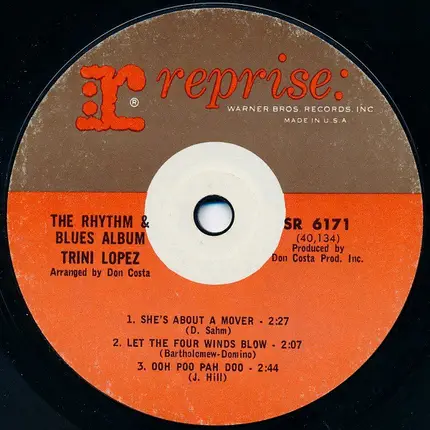 r® reprise:
WARNER BROS. RECORDS, INC
MADE IN U.S.A
THE RHYTHM &
BLUES ALBUM
TRINI LOPEZ
Arranged by Don Costa
SR 6171
(40,134)
Produced by
Don Costa Prod. Inc.
1. SHE'S ABOUT A MOVER - 2:27
(D. Sahm)
2. LET THE FOUR WINDS BLOW - 2:07
(Bartholomew-Domino)
3. OOH POO PAH DOO - 2:44
(J. Hill)